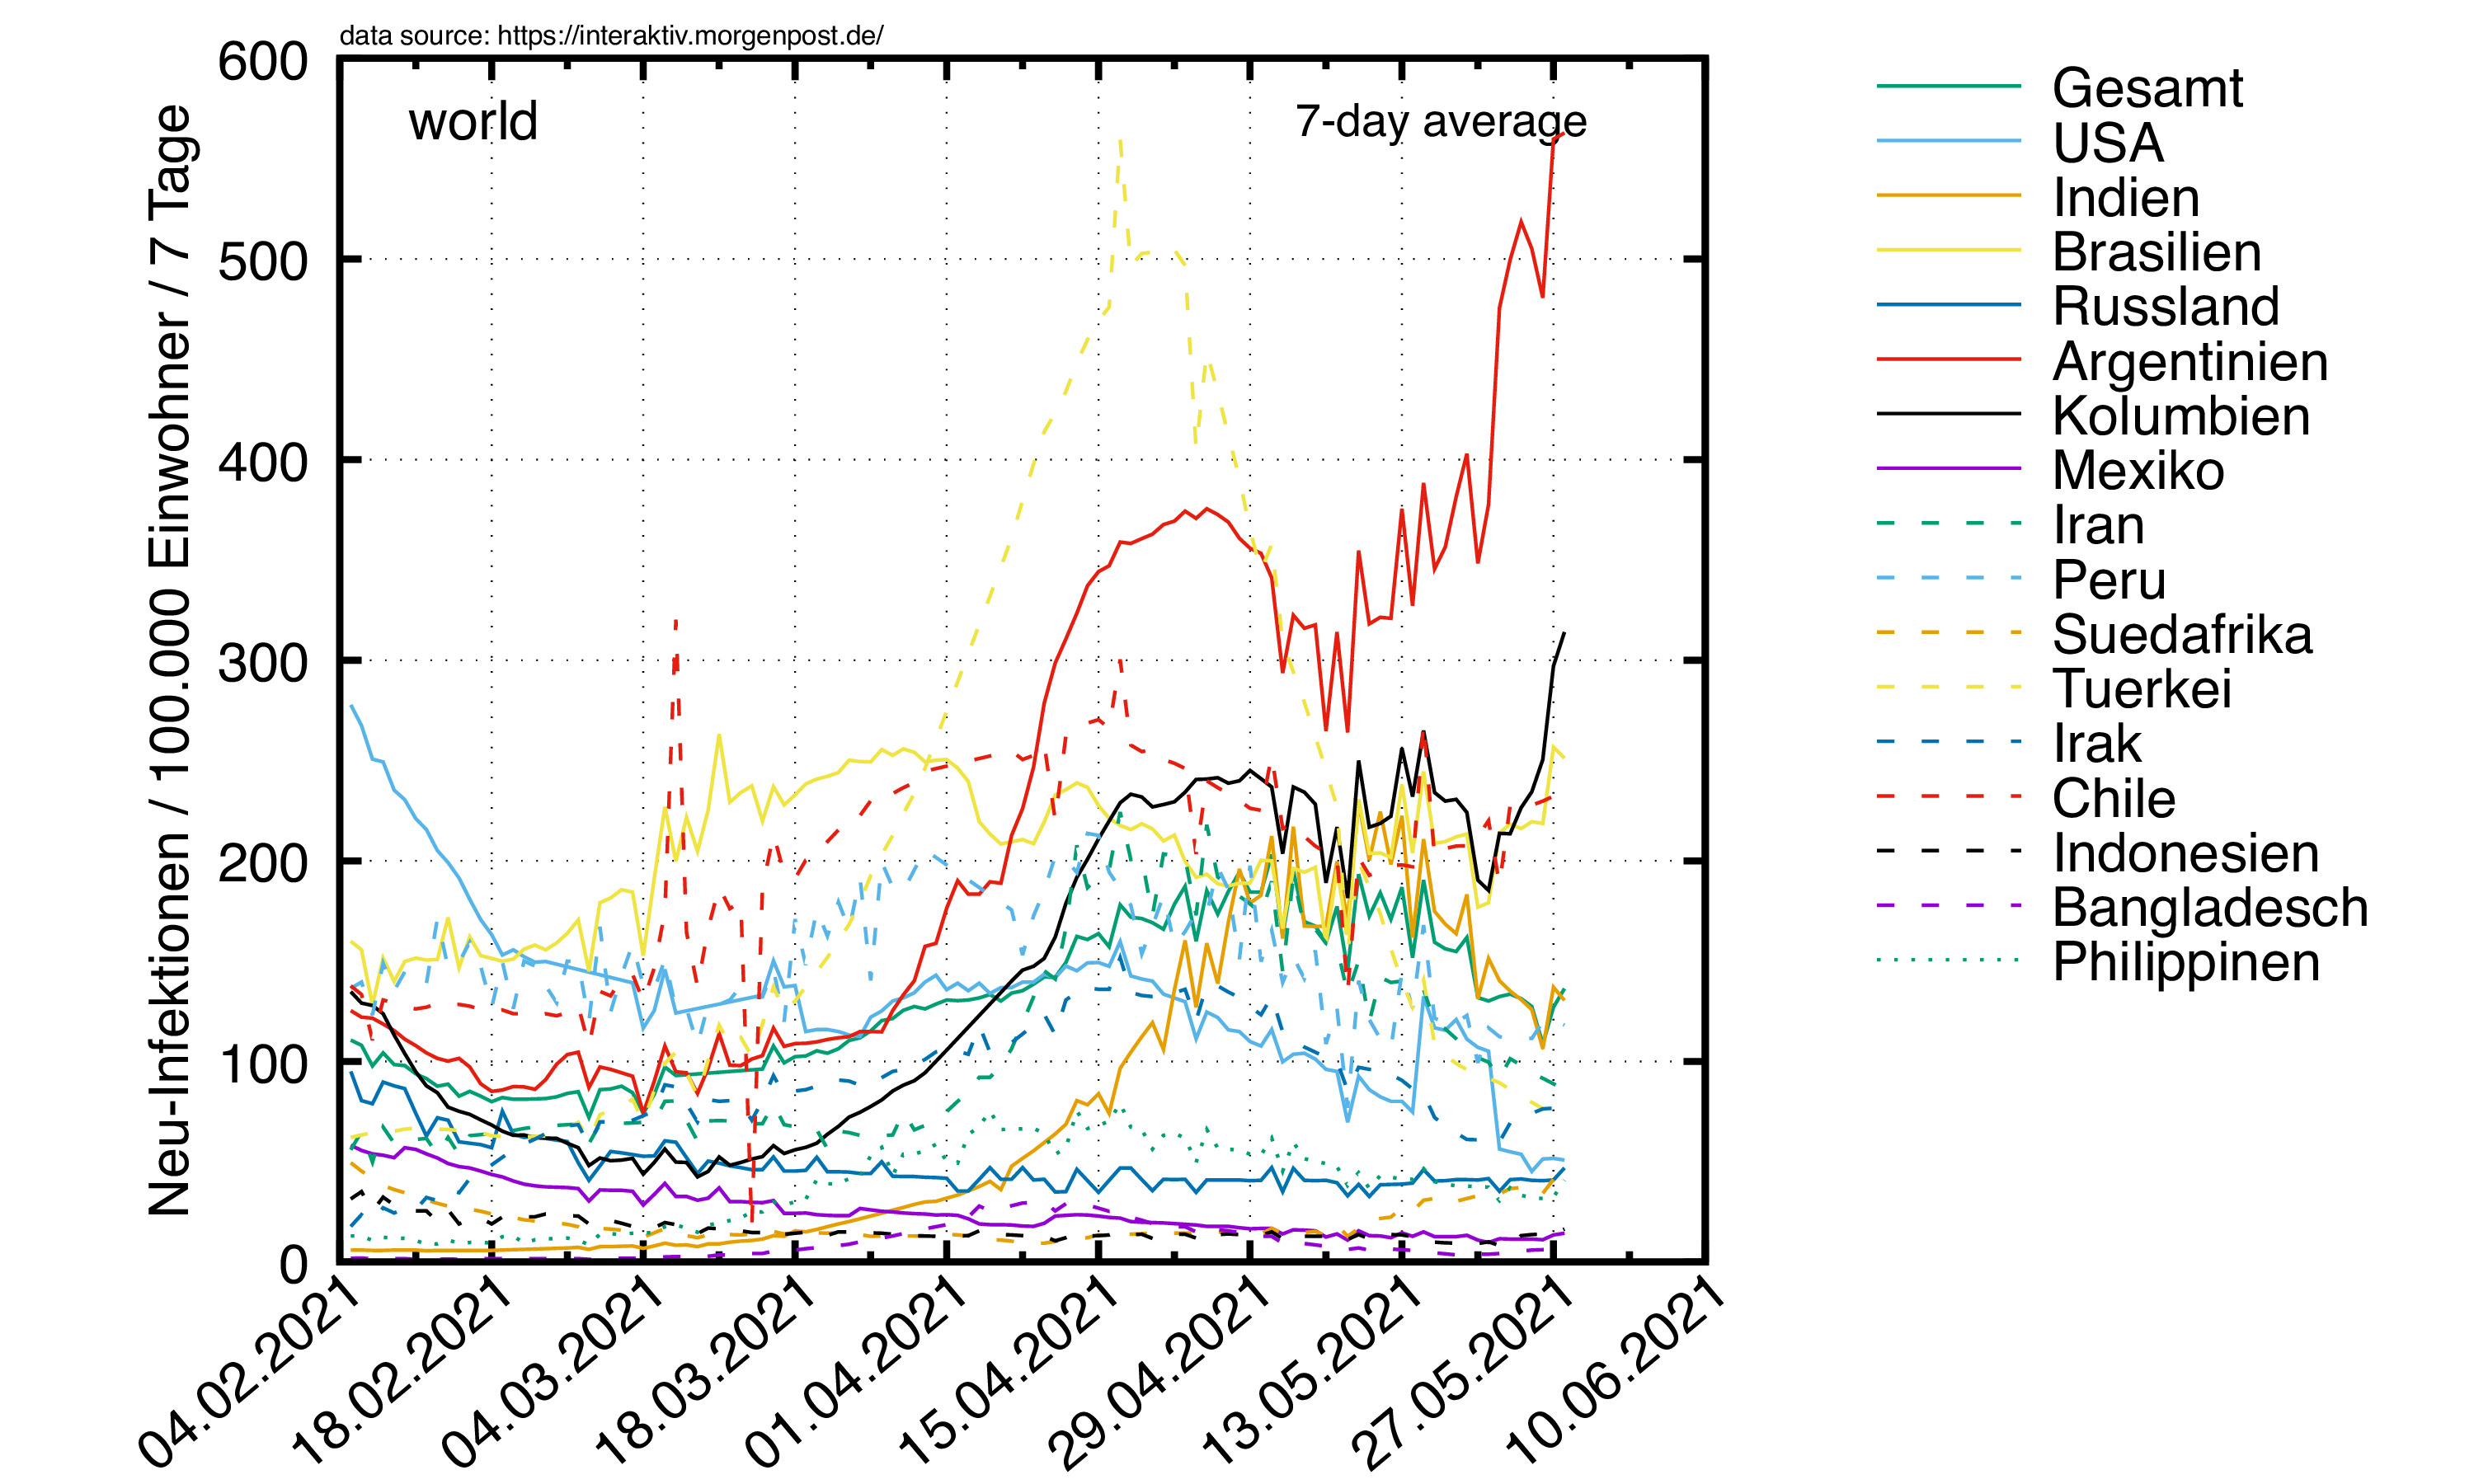 data source: https://interaktiv.morgenpost.de/
world
7-day average
Neu-Infektionen / 100.000 Einwohner / 7 Tage
600
500
400
300
200
100
0
04.02.2021
18.02.2021
04.03.2021
18.03.2021
01.04.2021
15.04.2021
29.04.2021
13.05.2021
27.05.2021
10.06.2021
Gesamt
USA
Indien
Brasilien
Russland
Argentinien
Kolumbien
Mexiko
Iran
Peru
Suedafrika
Tuerkei
Irak
Chile
Indonesien
Bangladesch
Philippinen